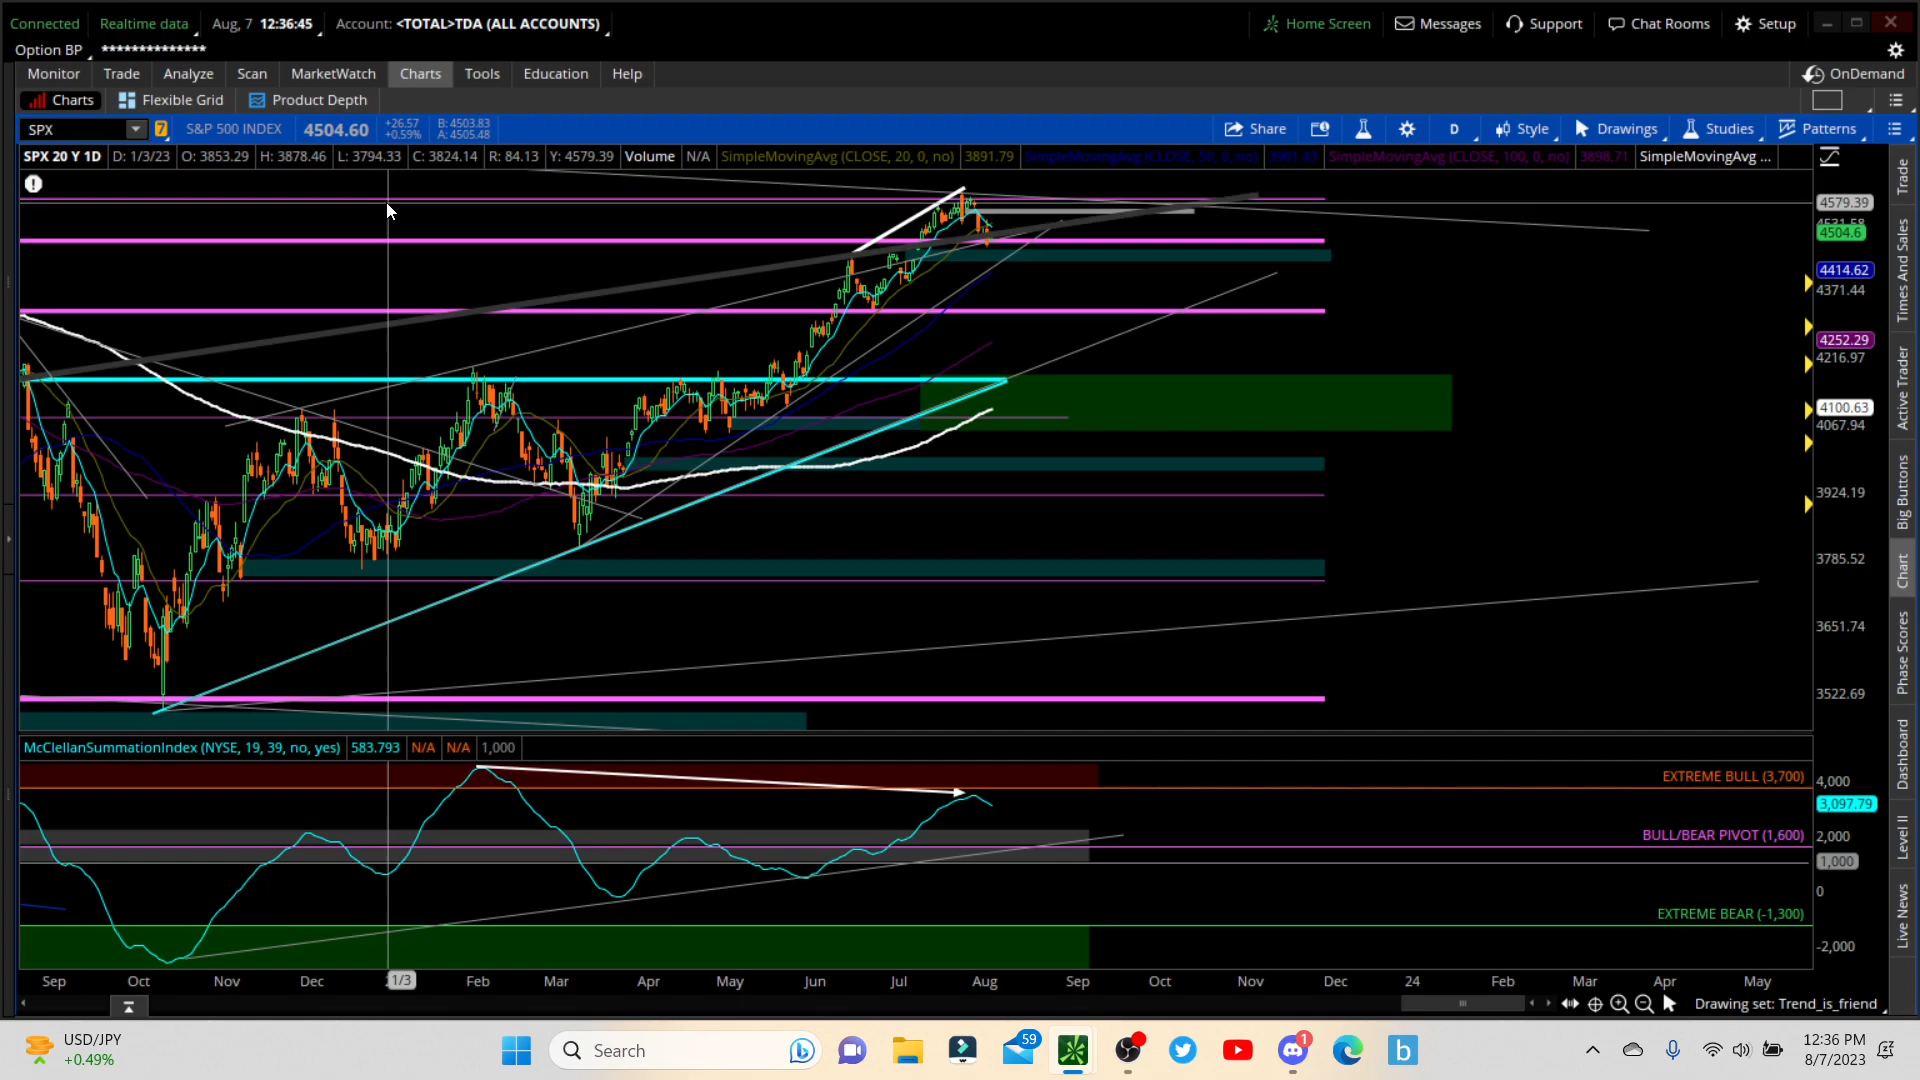 Connected Realtime data Aug, 7 12:36:45 Account: <TOTAL>TDA (ALL ACCOUNTS) Home Screen Messages Support Chat Rooms Setup
Option BP **************
Monitor Trade Analyze Scan MarketWatch Charts Tools Education Help OnDemand
Charts Flexible Grid Product Depth
SPX 7 S&P 500 INDEX 4504.60 +26.57 +0.59% B: 4503.83 A: 4505.48 Share D Style Drawings Studies Patterns
SPX 20 Y 1D D: 1/3/23 O: 3853.29 H: 3878.46 L: 3794.33 C: 3824.14 R: 84.13 Y: 4579.39 Volume N/A SimpleMovingAvg (CLOSE, 20, 0, no) 3891.79 SimpleMovingAvg (CLOSE, 50, 0, no) SimpleMovingAvg (CLOSE, 100, 0, no) 3898.71 SimpleMovingAvg ...
4579.39
4504.6
4414.62
4371.44
4252.29
4216.97
4100.63
4067.94
3924.19
3785.52
3651.74
3522.69
Trade
Times And Sales
Active Trader
Big Buttons
Chart
Phase Scores
Dashboard
Level II
Live News
McClellanSummationIndex (NYSE, 19, 39, no, yes) 583.793 N/A N/A 1,000
EXTREME BULL (3,700) 4,000
3,097.79
BULL/BEAR PIVOT (1,600) 2,000
1,000
0
EXTREME BEAR (-1,300)
-2,000
Sep Oct Nov Dec 1/3 Feb Mar Apr May Jun Jul Aug Sep Oct Nov Dec 24 Feb Mar Apr May
Drawing set: Trend_is_friend
USD/JPY
+0.49%
Search
59
1
b
12:36 PM
8/7/2023